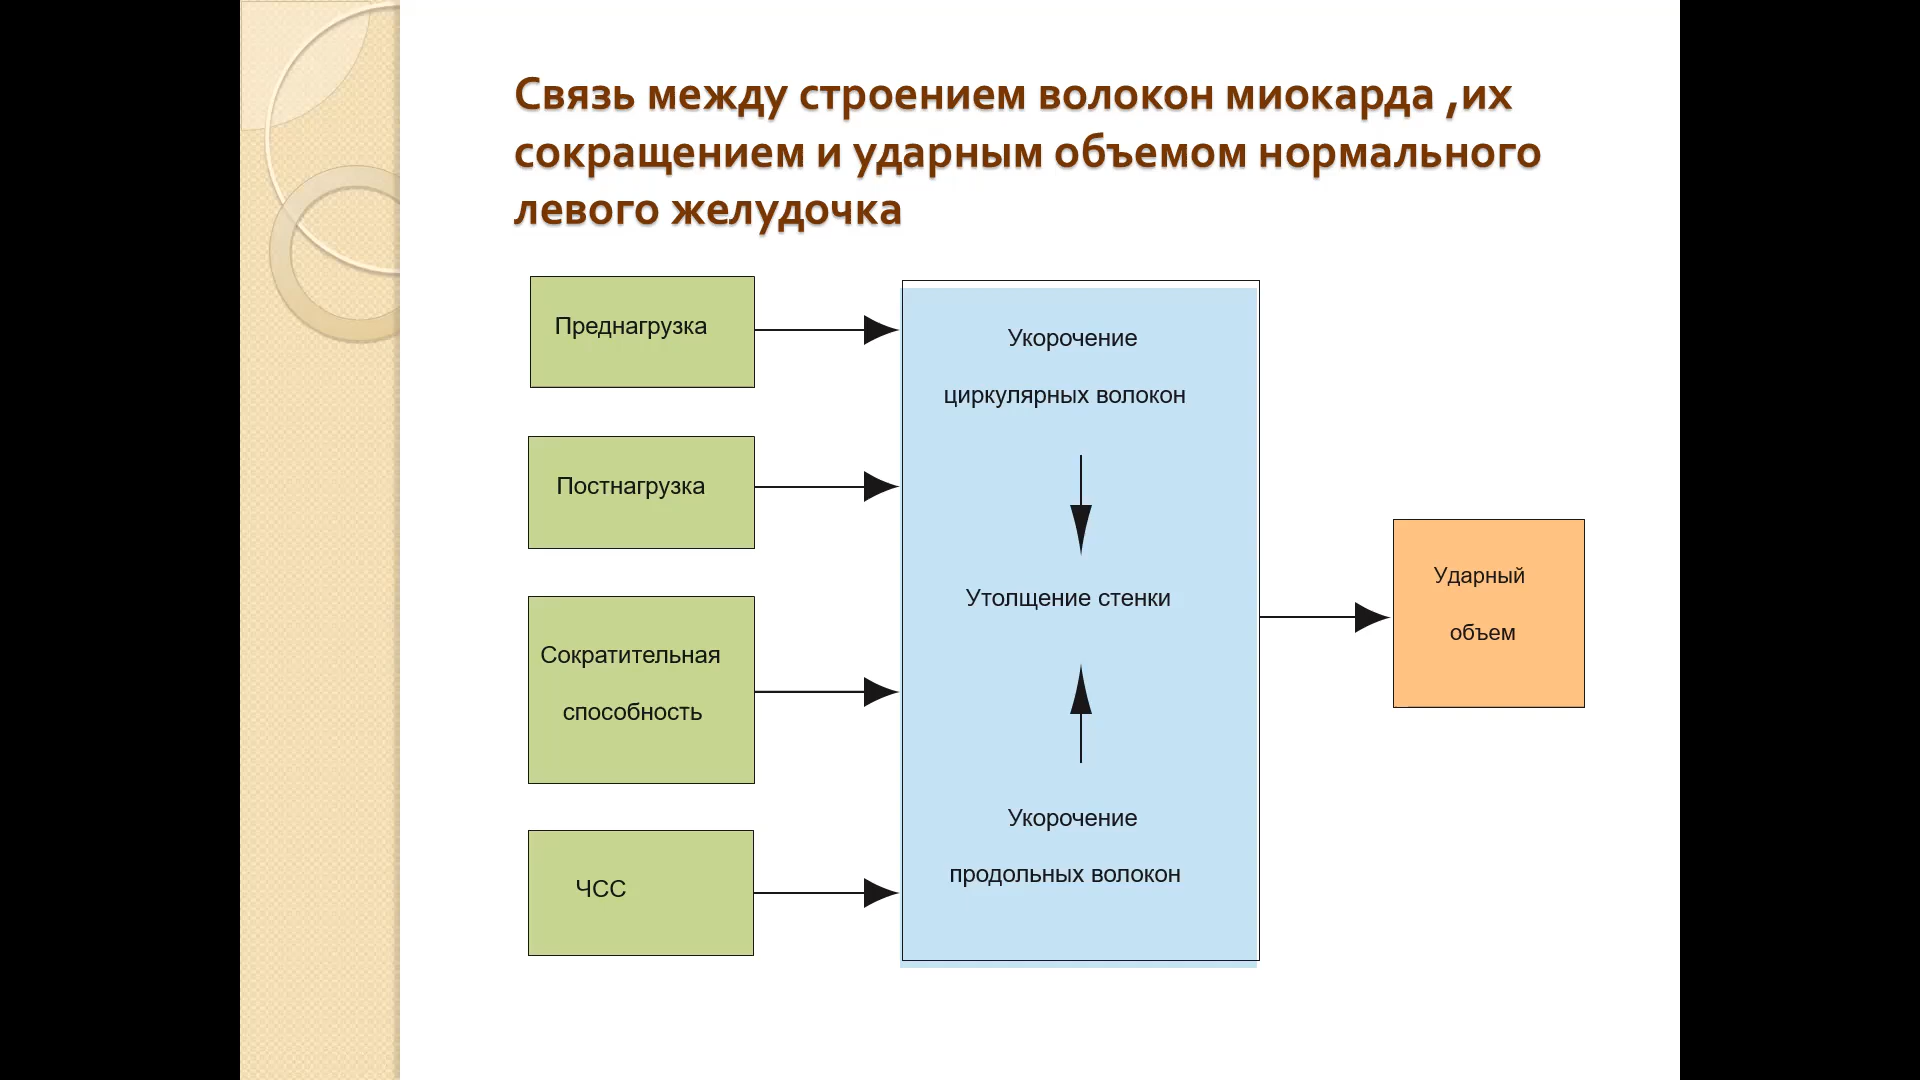 Связь между строением волокон миокарда ,их
сокращением и ударным объемом нормального
левого желудочка
Преднагрузка
Постнагрузка
Сократительная
способность
ЧСС
Укорочение
циркулярных волокон
Утолщение стенки
Укорочение
продольных волокон
Ударный
объем